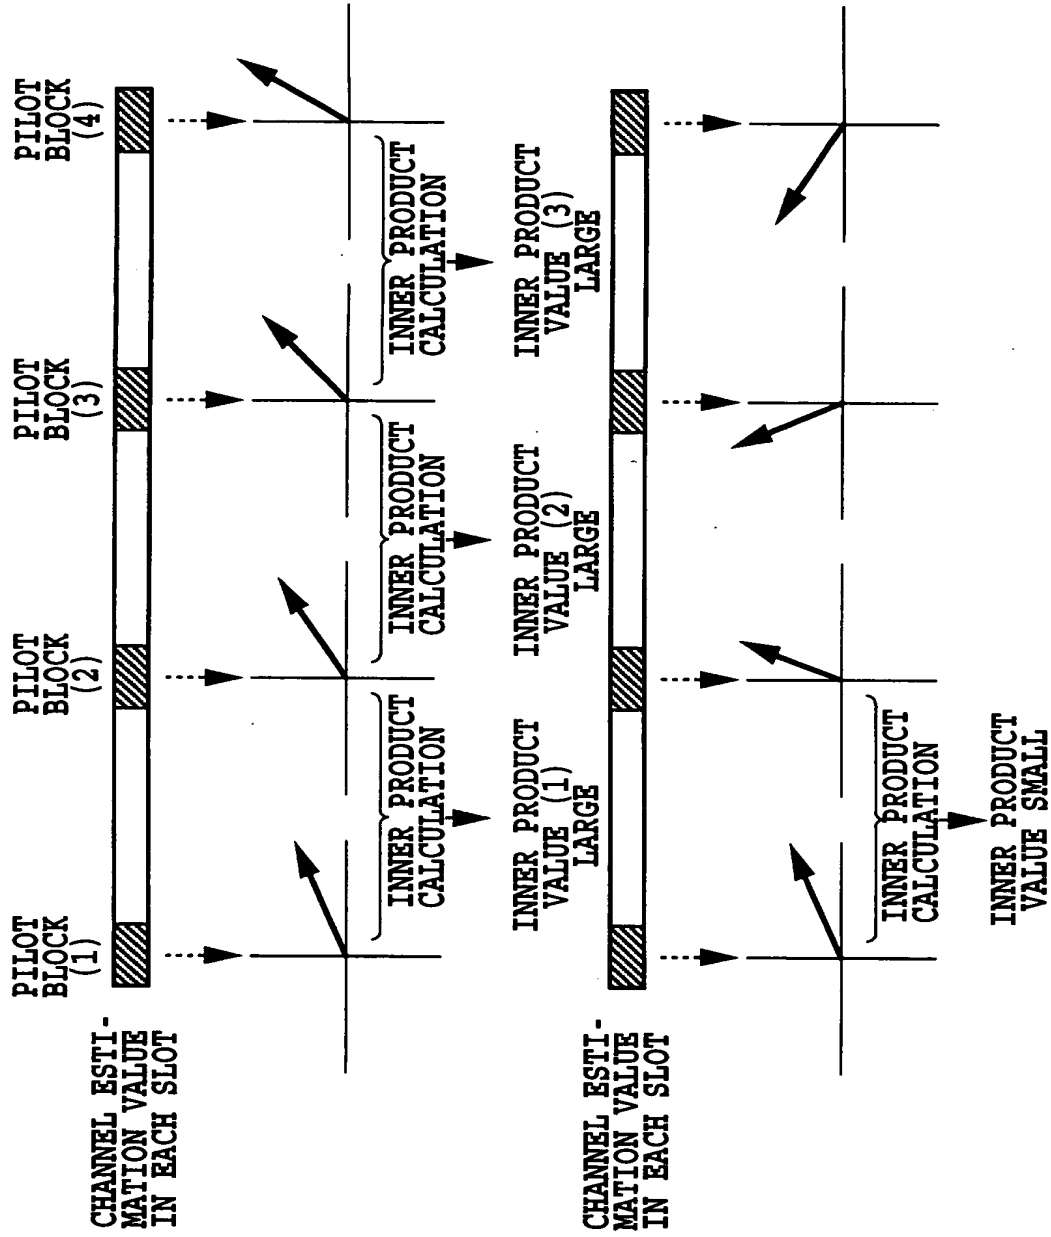 PILOT
BLOCK
(1)
PILOT
BLOCK
(2)
PILOT
BLOCK
(3)
PILOT
BLOCK
(4)
CHANNEL ESTI-
MATION VALUE
IN EACH SLOT
INNER PRODUCT
CALCULATION
INNER PRODUCT
CALCULATION
INNER PRODUCT
CALCULATION
INNER PRODUCT
VALUE (1)
LARGE
INNER PRODUCT
VALUE (2)
LARGE
INNER PRODUCT
VALUE (3)
LARGE
CHANNEL ESTI-
MATION VALUE
IN EACH SLOT
INNER PRODUCT
CALCULATION
INNER PRODUCT
VALUE SMALL